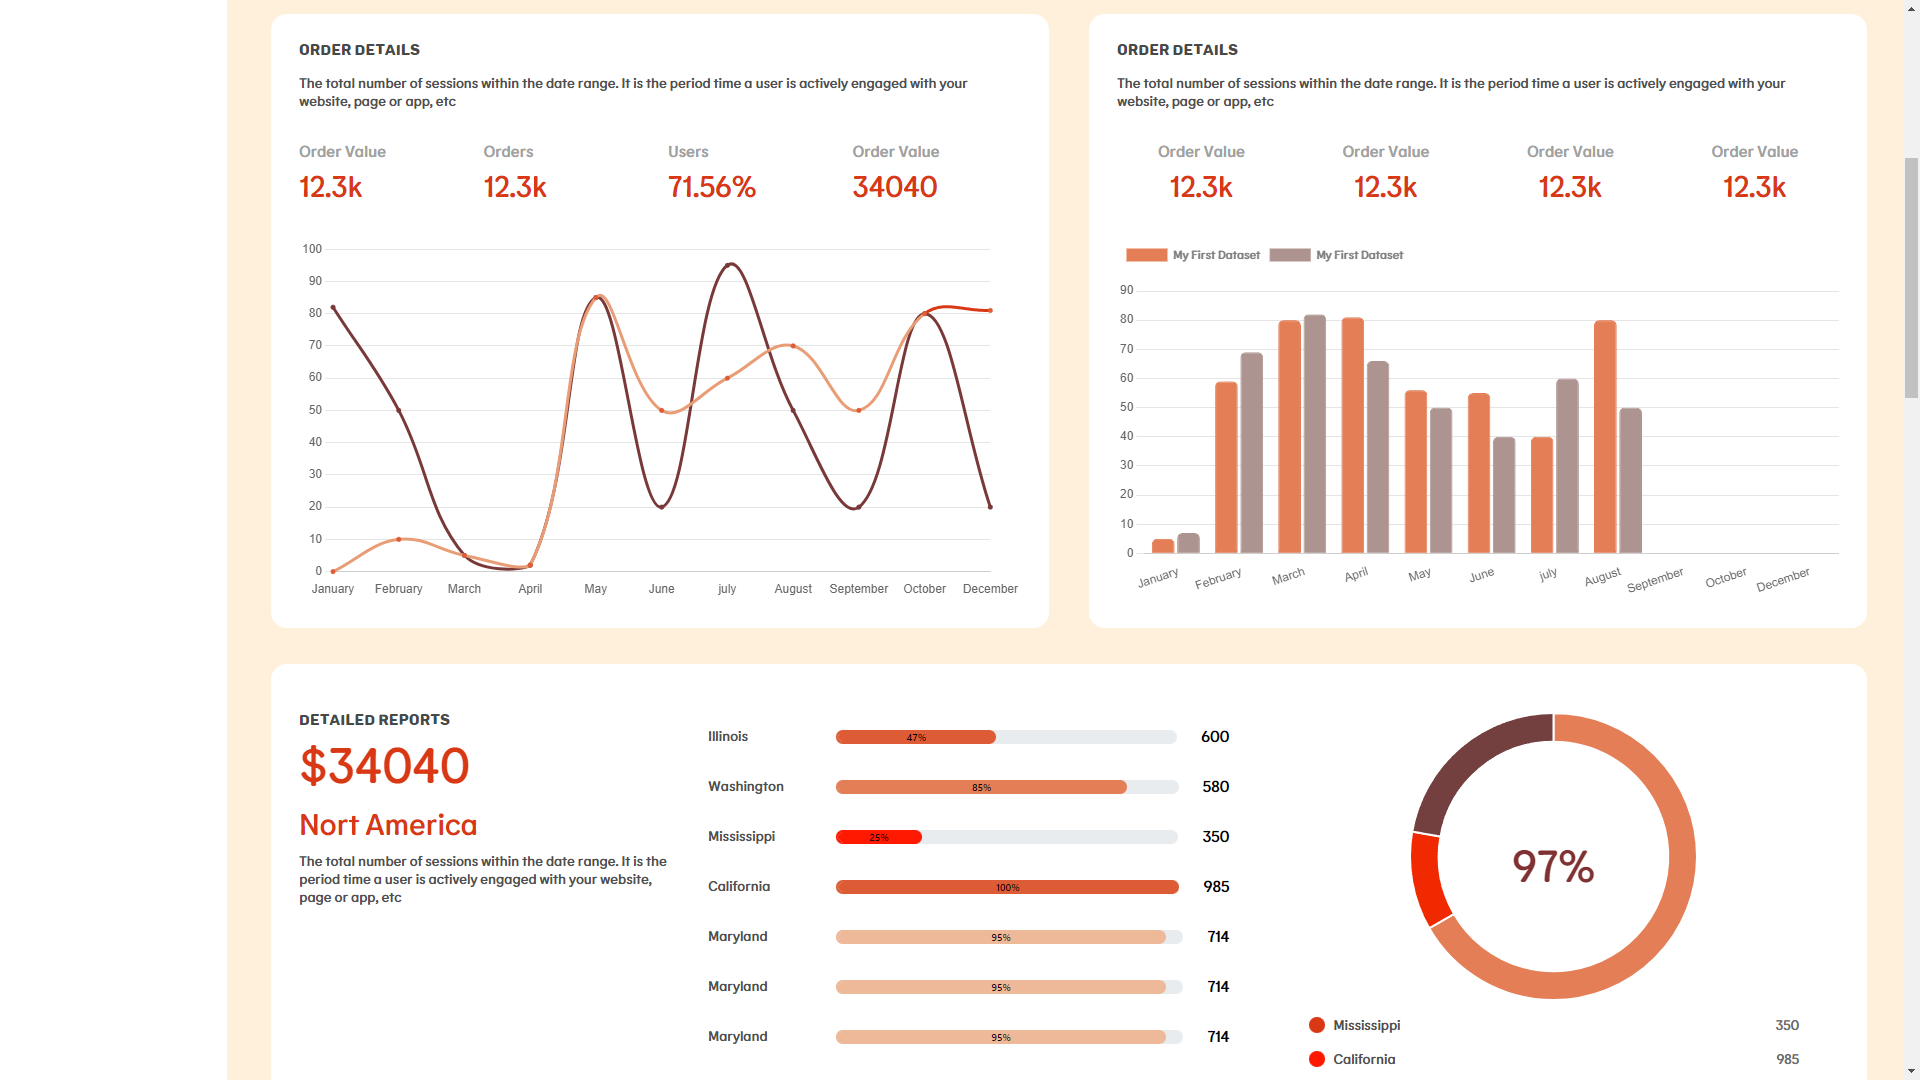 ORDER DETAILS
The total number of sessions within the date range. It is the period time a user is actively engaged with your
website, page or app, etc
Order Value Orders Users Order Value
12.3k 12.3k 71.56% 34040
100
90
80
70
60
50
40
30
20
10
0
January February March April May June july August September October December
ORDER DETAILS
The total number of sessions within the date range. It is the period time a user is actively engaged with your
website, page or app, etc
Order Value Order Value Order Value Order Value
12.3k 12.3k 12.3k 12.3k
My First Dataset My First Dataset
90
80
70
60
50
40
30
20
10
0
January February March April May June july August September October December
DETAILED REPORTS
$34040
Nort America
The total number of sessions within the date range. It is the
period time a user is actively engaged with your website,
page or app, etc
Illinois 47% 600
Washington 85% 580
Mississippi 25% 350
California 100% 985
Maryland 95% 714
Maryland 95% 714
Maryland 95% 714
97%
Mississippi 350
California 985